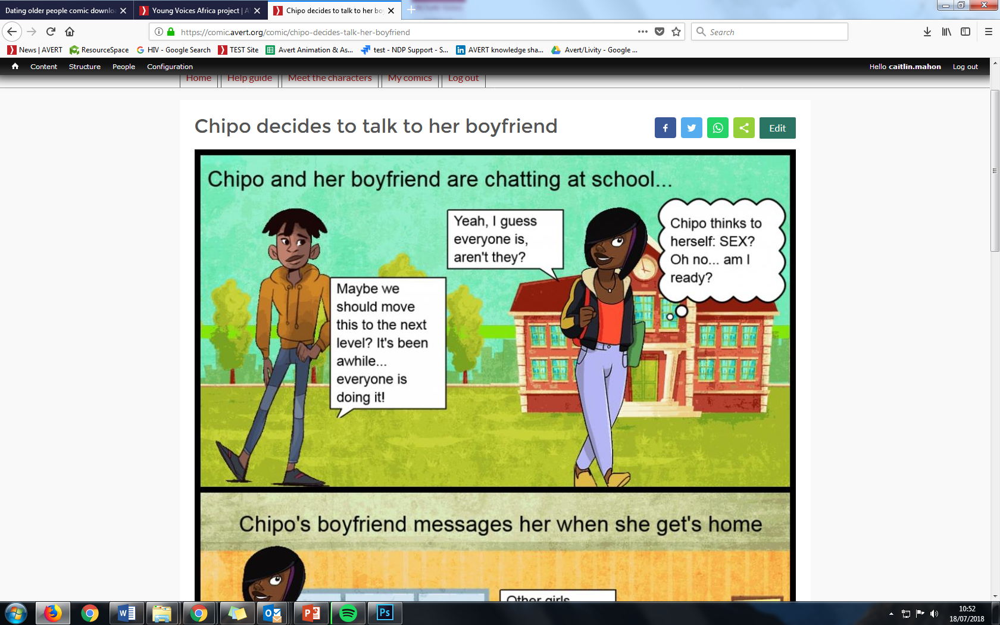 Dating older people comic downloa
Young Voices Africa project | A
Chipo decides to talk to her bo
https://comic.avert.org/comic/chipo-decides-talk-her-boyfriend
Search
News | AVERT
ResourceSpace
HIV - Google Search
TEST Site
Avert Animation & As...
test - NDP Support - S...
AVERT knowledge sha...
Avert/Livity - Google ...
Content
Structure
People
Configuration
Hello caitlin.mahon
Log out
Home
Help guide
Meet the characters
My comics
Log out
Chipo decides to talk to her boyfriend
Edit
Chipo and her boyfriend are chatting at school...
Maybe we
should move
this to the next
level? It's been
awhile...
everyone is
doing it!
Yeah, I guess
everyone is,
aren't they?
Chipo thinks to
herself: SEX?
Oh no... am I
ready?
Chipo's boyfriend messages her when she get's home
Other girls
10:52
18/07/2018